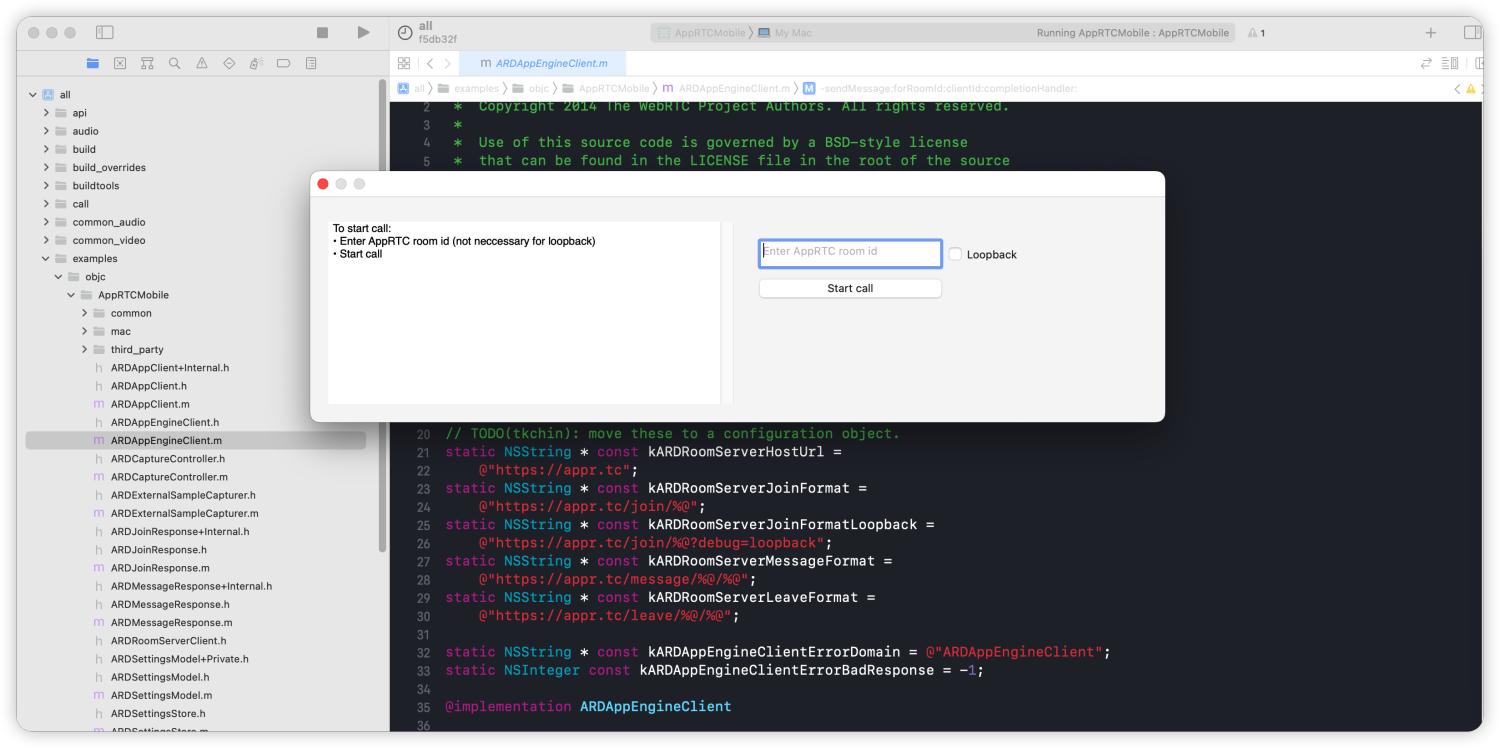 all
f5db32f
AppRTCMobile
My Mac
Running AppRTCMobile : AppRTCMobile
1
m ARDAppEngineClient.m
all
examples
objc
AppRTCMobile
m ARDAppEngineClient.m
M -sendMessage:forRoomId:clientId:completionHandler:
all
api
audio
build
build_overrides
buildtools
call
common_audio
common_video
examples
objc
AppRTCMobile
common
mac
third_party
h ARDAppClient+Internal.h
h ARDAppClient.h
m ARDAppClient.m
h ARDAppEngineClient.h
m ARDAppEngineClient.m
h ARDCaptureController.h
m ARDCaptureController.m
h ARDExternalSampleCapturer.h
m ARDExternalSampleCapturer.m
h ARDJoinResponse+Internal.h
h ARDJoinResponse.h
m ARDJoinResponse.m
h ARDMessageResponse+Internal.h
h ARDMessageResponse.h
m ARDMessageResponse.m
h ARDRoomServerClient.h
h ARDSettingsModel+Private.h
h ARDSettingsModel.h
m ARDSettingsModel.m
h ARDSettingsStore.h
m ARDSettingsStore.m
2 * Copyright 2014 The WebRTC Project Authors. All rights reserved.
3 *
4 * Use of this source code is governed by a BSD-style license
5 * that can be found in the LICENSE file in the root of the source
To start call:
• Enter AppRTC room id (not neccessary for loopback)
• Start call
Enter AppRTC room id
Loopback
Start call
20 // TODO(tkchin): move these to a configuration object.
21 static NSString * const kARDRoomServerHostUrl =
22 @"https://appr.tc";
23 static NSString * const kARDRoomServerJoinFormat =
24 @"https://appr.tc/join/%@";
25 static NSString * const kARDRoomServerJoinFormatLoopback =
26 @"https://appr.tc/join/%@?debug=loopback";
27 static NSString * const kARDRoomServerMessageFormat =
28 @"https://appr.tc/message/%@/%@";
29 static NSString * const kARDRoomServerLeaveFormat =
30 @"https://appr.tc/leave/%@/%@";
31
32 static NSString * const kARDAppEngineClientErrorDomain = @"ARDAppEngineClient";
33 static NSInteger const kARDAppEngineClientErrorBadResponse = -1;
34
35 @implementation ARDAppEngineClient
36